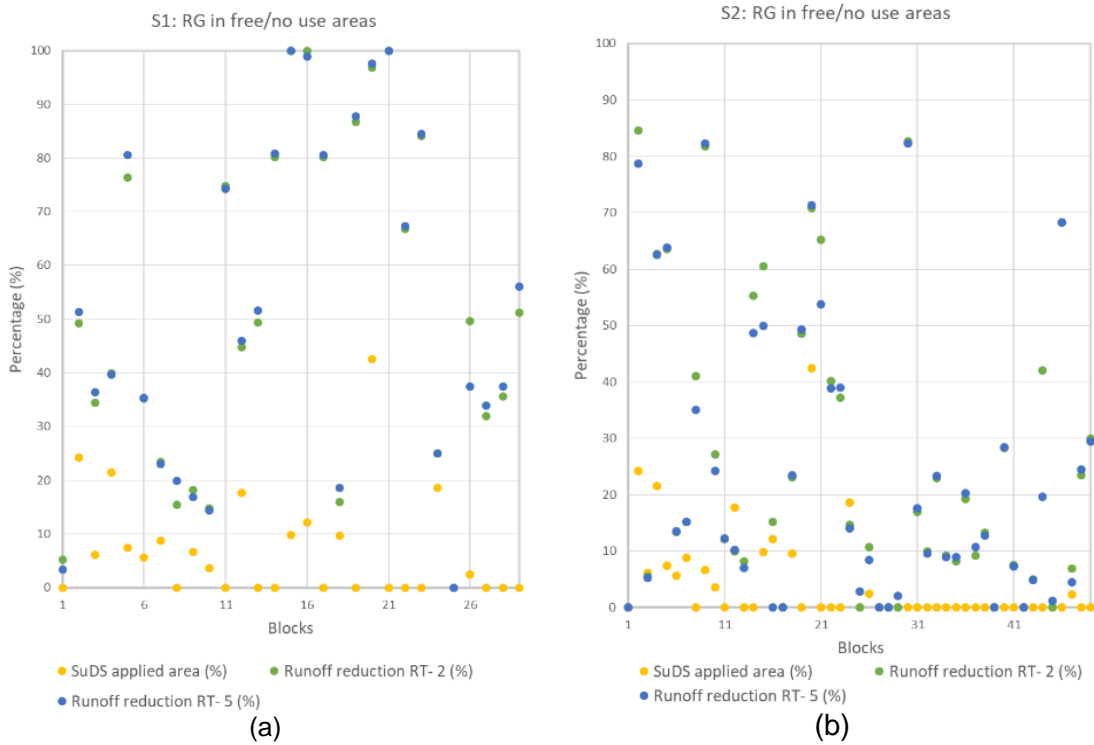 S1: RG in free/no use areas
100
90
80
70
60
50
40
30
20
10
0
Percentage (%)
1 6 11 16 21 26
Blocks
SuDS applied area (%) Runoff reduction RT- 2 (%)
Runoff reduction RT- 5 (%)
(a)
S2: RG in free/no use areas
100
90
80
70
60
50
40
30
20
10
0
Percentage (%)
1 11 21 31 41
Blocks
SuDS applied area (%) Runoff reduction RT- 2 (%)
Runoff reduction RT- 5 (%)
(b)